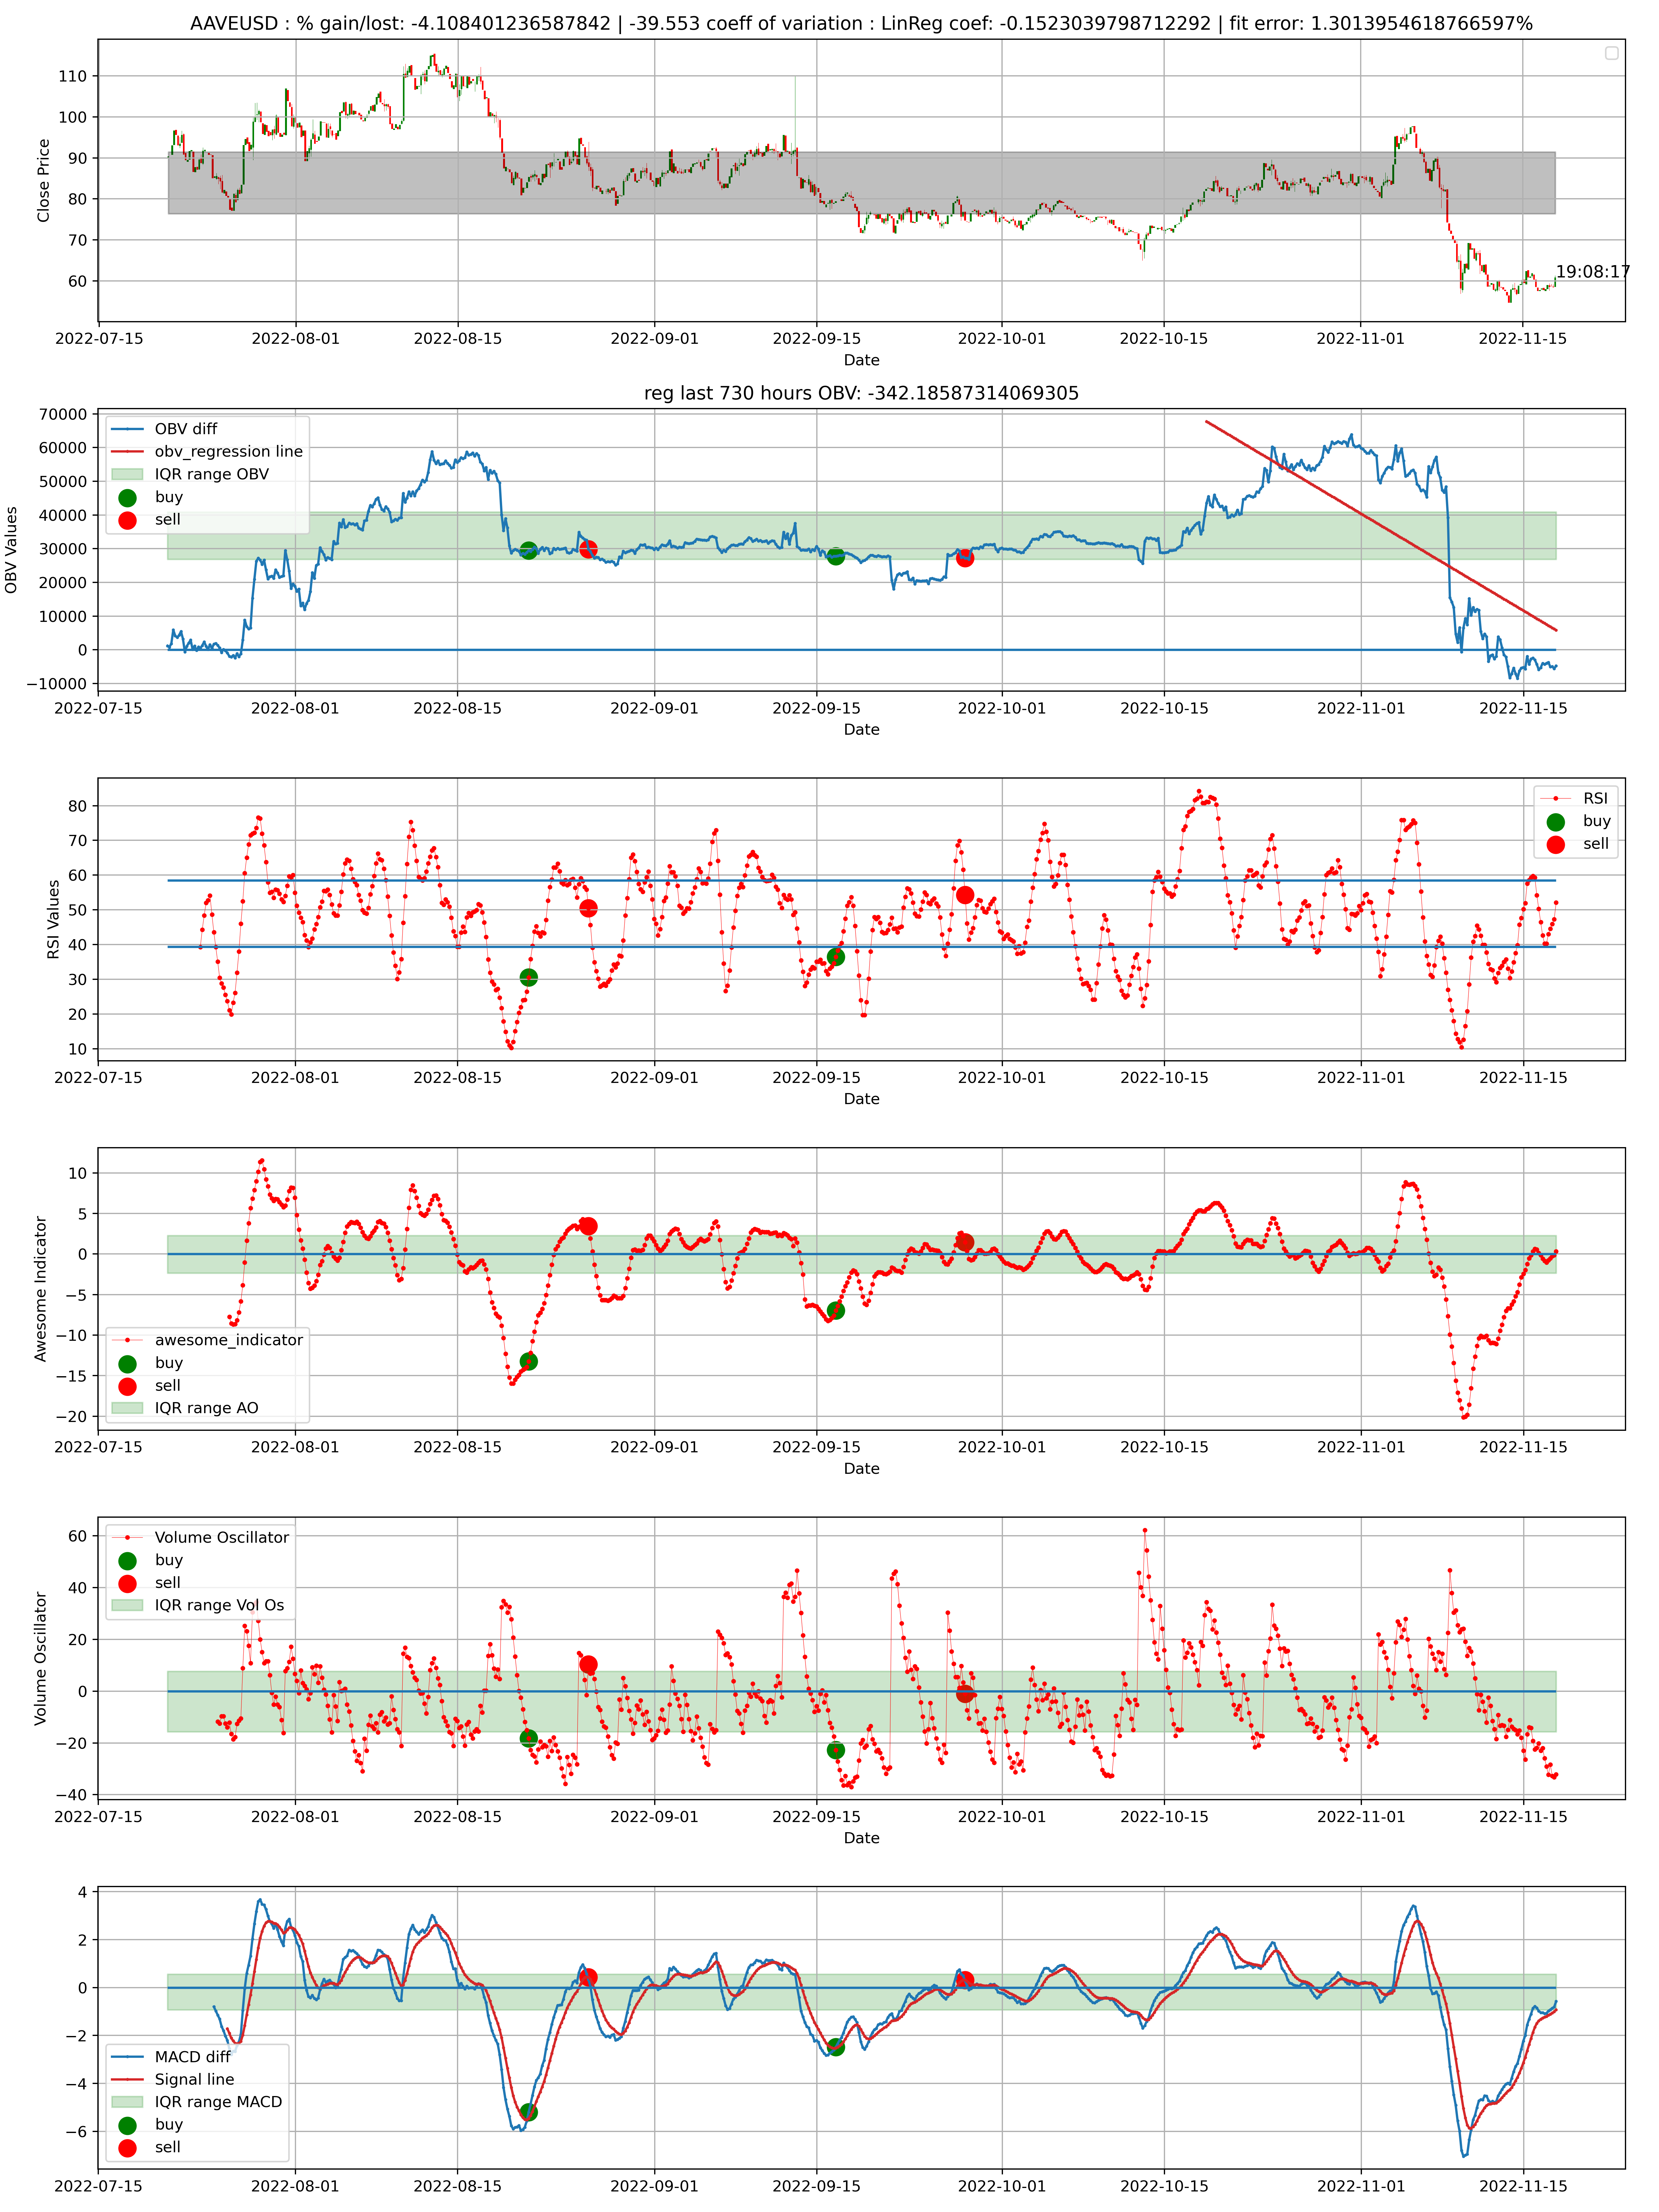 AAVEUSD : % gain/lost: -4.108401236587842 | -39.553 coeff of variation : LinReg coef: -0.1523039798712292 | fit error: 1.3013954618766597%
110
100
90
80
70
60
Close Price
19:08:17
2022-07-15 2022-08-01 2022-08-15 2022-09-01 2022-09-15 2022-10-01 2022-10-15 2022-11-01 2022-11-15
Date
reg last 730 hours OBV: -342.18587314069305
70000
60000
50000
40000
30000
20000
10000
0
−10000
OBV Values
OBV diff
obv_regression line
IQR range OBV
buy
sell
2022-07-15 2022-08-01 2022-08-15 2022-09-01 2022-09-15 2022-10-01 2022-10-15 2022-11-01 2022-11-15
Date
80
70
60
50
40
30
20
10
RSI Values
RSI
buy
sell
2022-07-15 2022-08-01 2022-08-15 2022-09-01 2022-09-15 2022-10-01 2022-10-15 2022-11-01 2022-11-15
Date
10
5
0
−5
−10
−15
−20
Awesome Indicator
awesome_indicator
buy
sell
IQR range AO
2022-07-15 2022-08-01 2022-08-15 2022-09-01 2022-09-15 2022-10-01 2022-10-15 2022-11-01 2022-11-15
Date
60
40
20
0
−20
−40
Volume Oscillator
Volume Oscillator
buy
sell
IQR range Vol Os
2022-07-15 2022-08-01 2022-08-15 2022-09-01 2022-09-15 2022-10-01 2022-10-15 2022-11-01 2022-11-15
Date
4
2
0
−2
−4
−6
MACD diff
Signal line
IQR range MACD
buy
sell
2022-07-15 2022-08-01 2022-08-15 2022-09-01 2022-09-15 2022-10-01 2022-10-15 2022-11-01 2022-11-15